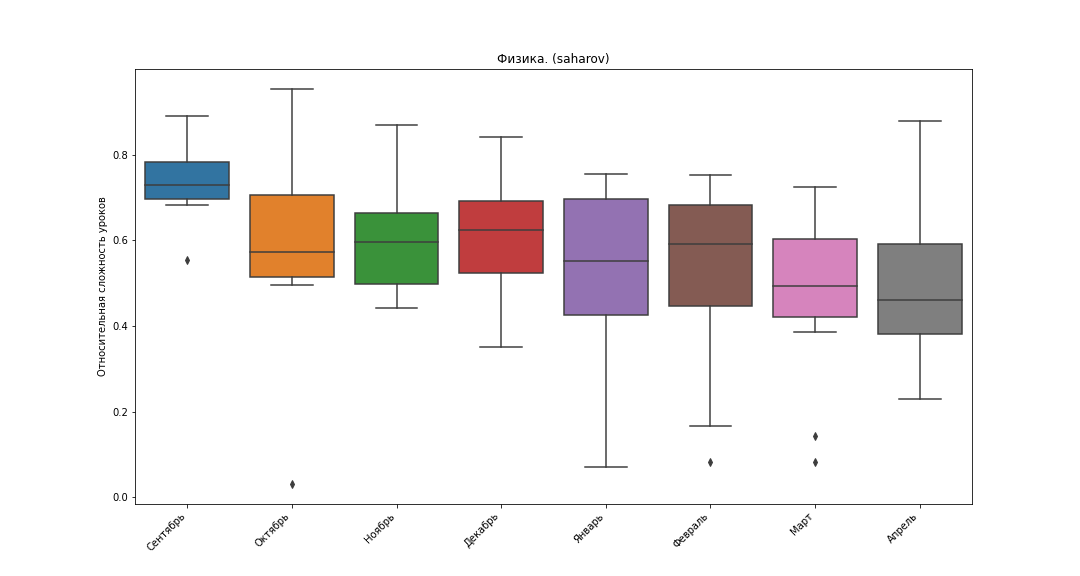 Физика. (saharov)
Относительная сложность уроков
0.8
0.6
0.4
0.2
0.0
Сентябрь
Октябрь
Ноябрь
Декабрь
Январь
Февраль
Март
Апрель